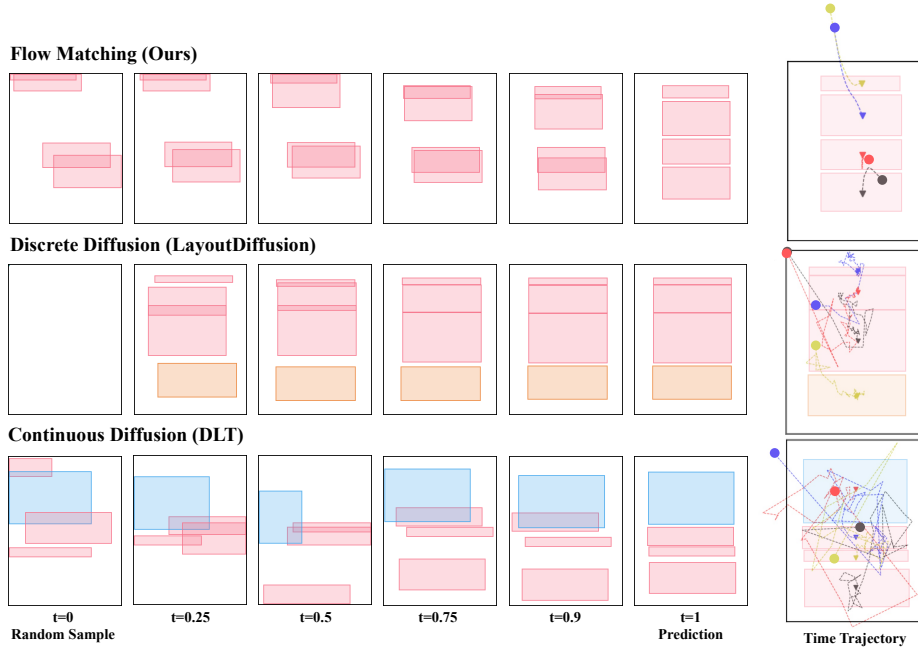 Flow Matching (Ours)
Discrete Diffusion (LayoutDiffusion)
Continuous Diffusion (DLT)
t=0
t=0.25
t=0.5
t=0.75
t=0.9
t=1
Random Sample
Prediction
Time Trajectory